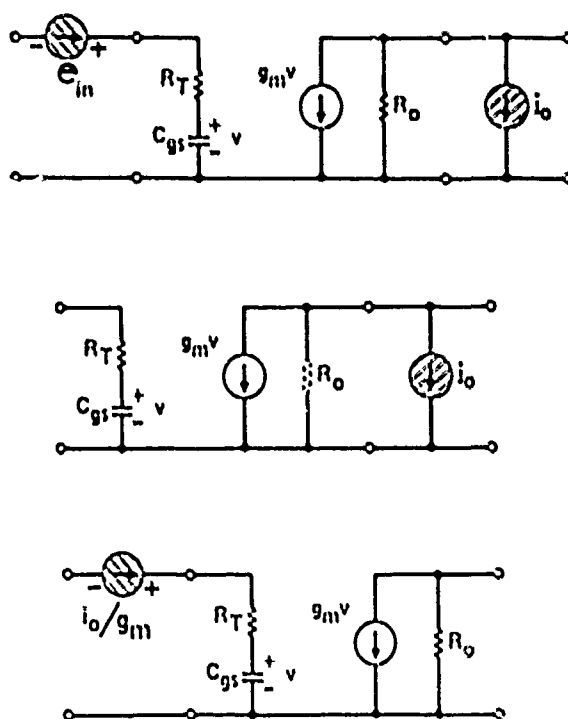 - + R_T g_m v R_o i_o
e_in
C_gs + - v
R_T g_m v R_o i_o
C_gs + - v
- + R_T g_m v R_o
i_o/g_m
C_gs + - v